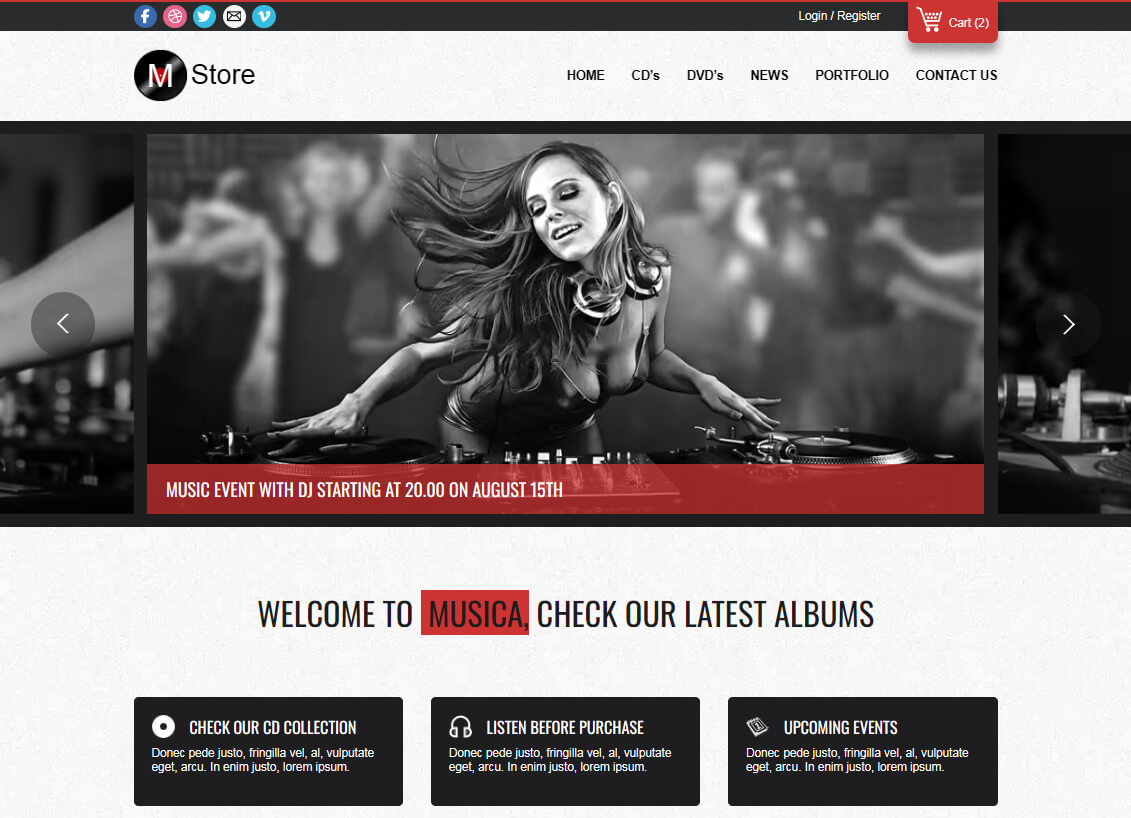 Login / Register
Cart (2)
M Store
HOME CD's DVD's NEWS PORTFOLIO CONTACT US
MUSIC EVENT WITH DJ STARTING AT 20.00 ON AUGUST 15TH
WELCOME TO MUSICA, CHECK OUR LATEST ALBUMS
CHECK OUR CD COLLECTION
Donec pede justo, fringilla vel, al, vulputate
eget, arcu. In enim justo, lorem ipsum.
LISTEN BEFORE PURCHASE
Donec pede justo, fringilla vel, al, vulputate
eget, arcu. In enim justo, lorem ipsum.
UPCOMING EVENTS
Donec pede justo, fringilla vel, al, vulputate
eget, arcu. In enim justo, lorem ipsum.